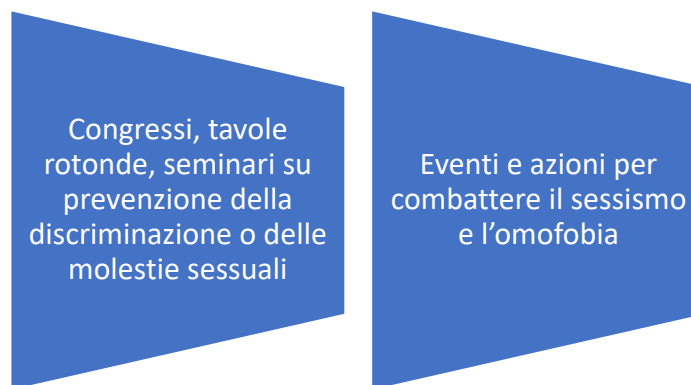 Congressi, tavole
rotonde, seminari su
prevenzione della
discriminazione o delle
molestie sessuali
Eventi e azioni per
combattere il sessismo
e l’omofobia